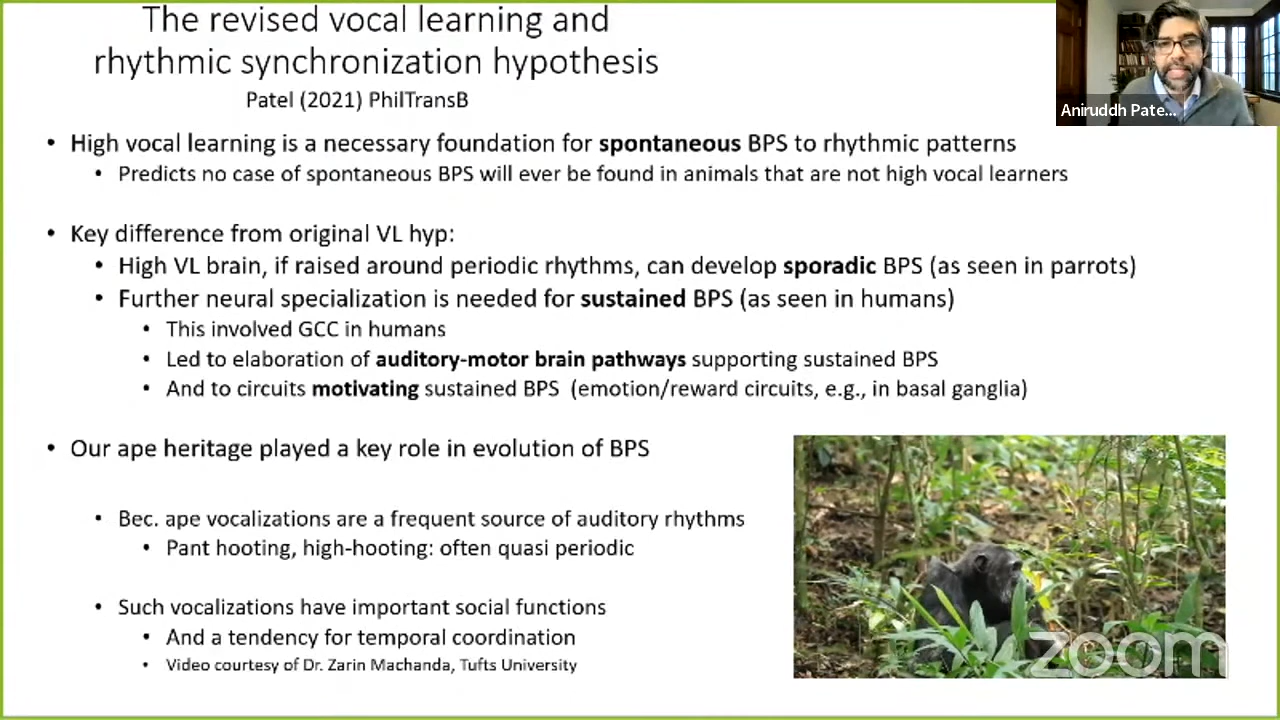 The revised vocal learning and
rhythmic synchronization hypothesis
Patel (2021) PhilTransB
Aniruddh Pate...
• High vocal learning is a necessary foundation for spontaneous BPS to rhythmic patterns
• Predicts no case of spontaneous BPS will ever be found in animals that are not high vocal learners
• Key difference from original VL hyp:
• High VL brain, if raised around periodic rhythms, can develop sporadic BPS (as seen in parrots)
• Further neural specialization is needed for sustained BPS (as seen in humans)
• This involved GCC in humans
• Led to elaboration of auditory-motor brain pathways supporting sustained BPS
• And to circuits motivating sustained BPS (emotion/reward circuits, e.g., in basal ganglia)
• Our ape heritage played a key role in evolution of BPS
• Bec. ape vocalizations are a frequent source of auditory rhythms
• Pant hooting, high-hooting: often quasi periodic
• Such vocalizations have important social functions
• And a tendency for temporal coordination
• Video courtesy of Dr. Zarin Machanda, Tufts University
zoom